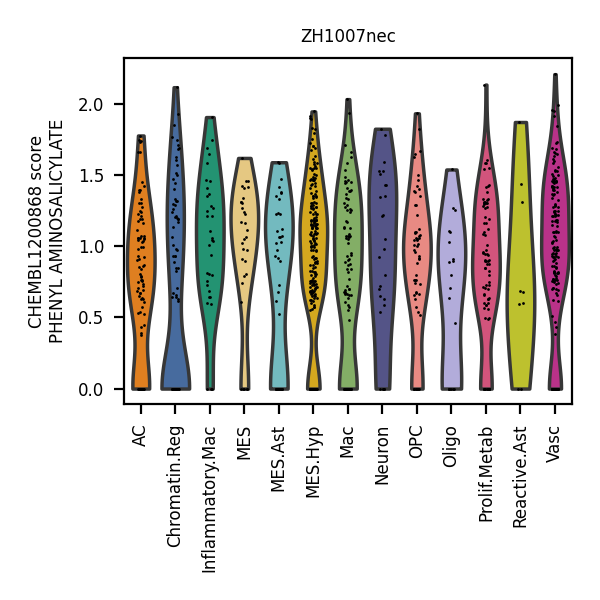 ZH1007nec
CHEMBL1200868 score
PHENYL AMINOSALICYLATE
2.0
1.5
1.0
0.5
0.0
AC
Chromatin.Reg
Inflammatory.Mac
MES
MES.Ast
MES.Hyp
Mac
Neuron
OPC
Oligo
Prolif.Metab
Reactive.Ast
Vasc